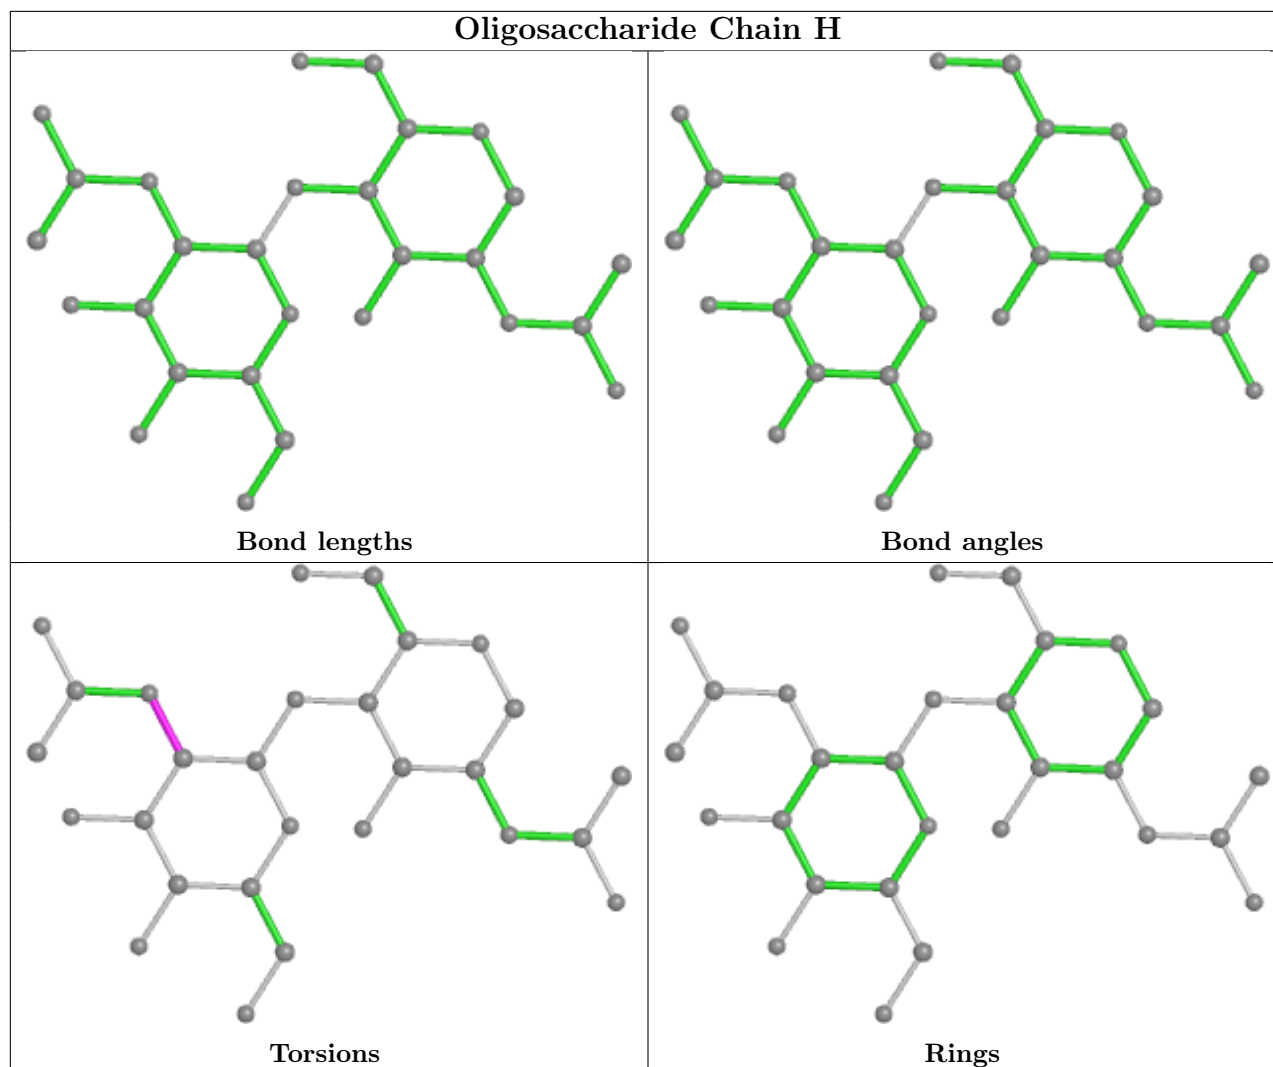 Oligosaccharide Chain H
Bond lengths
Bond angles
Torsions
Rings